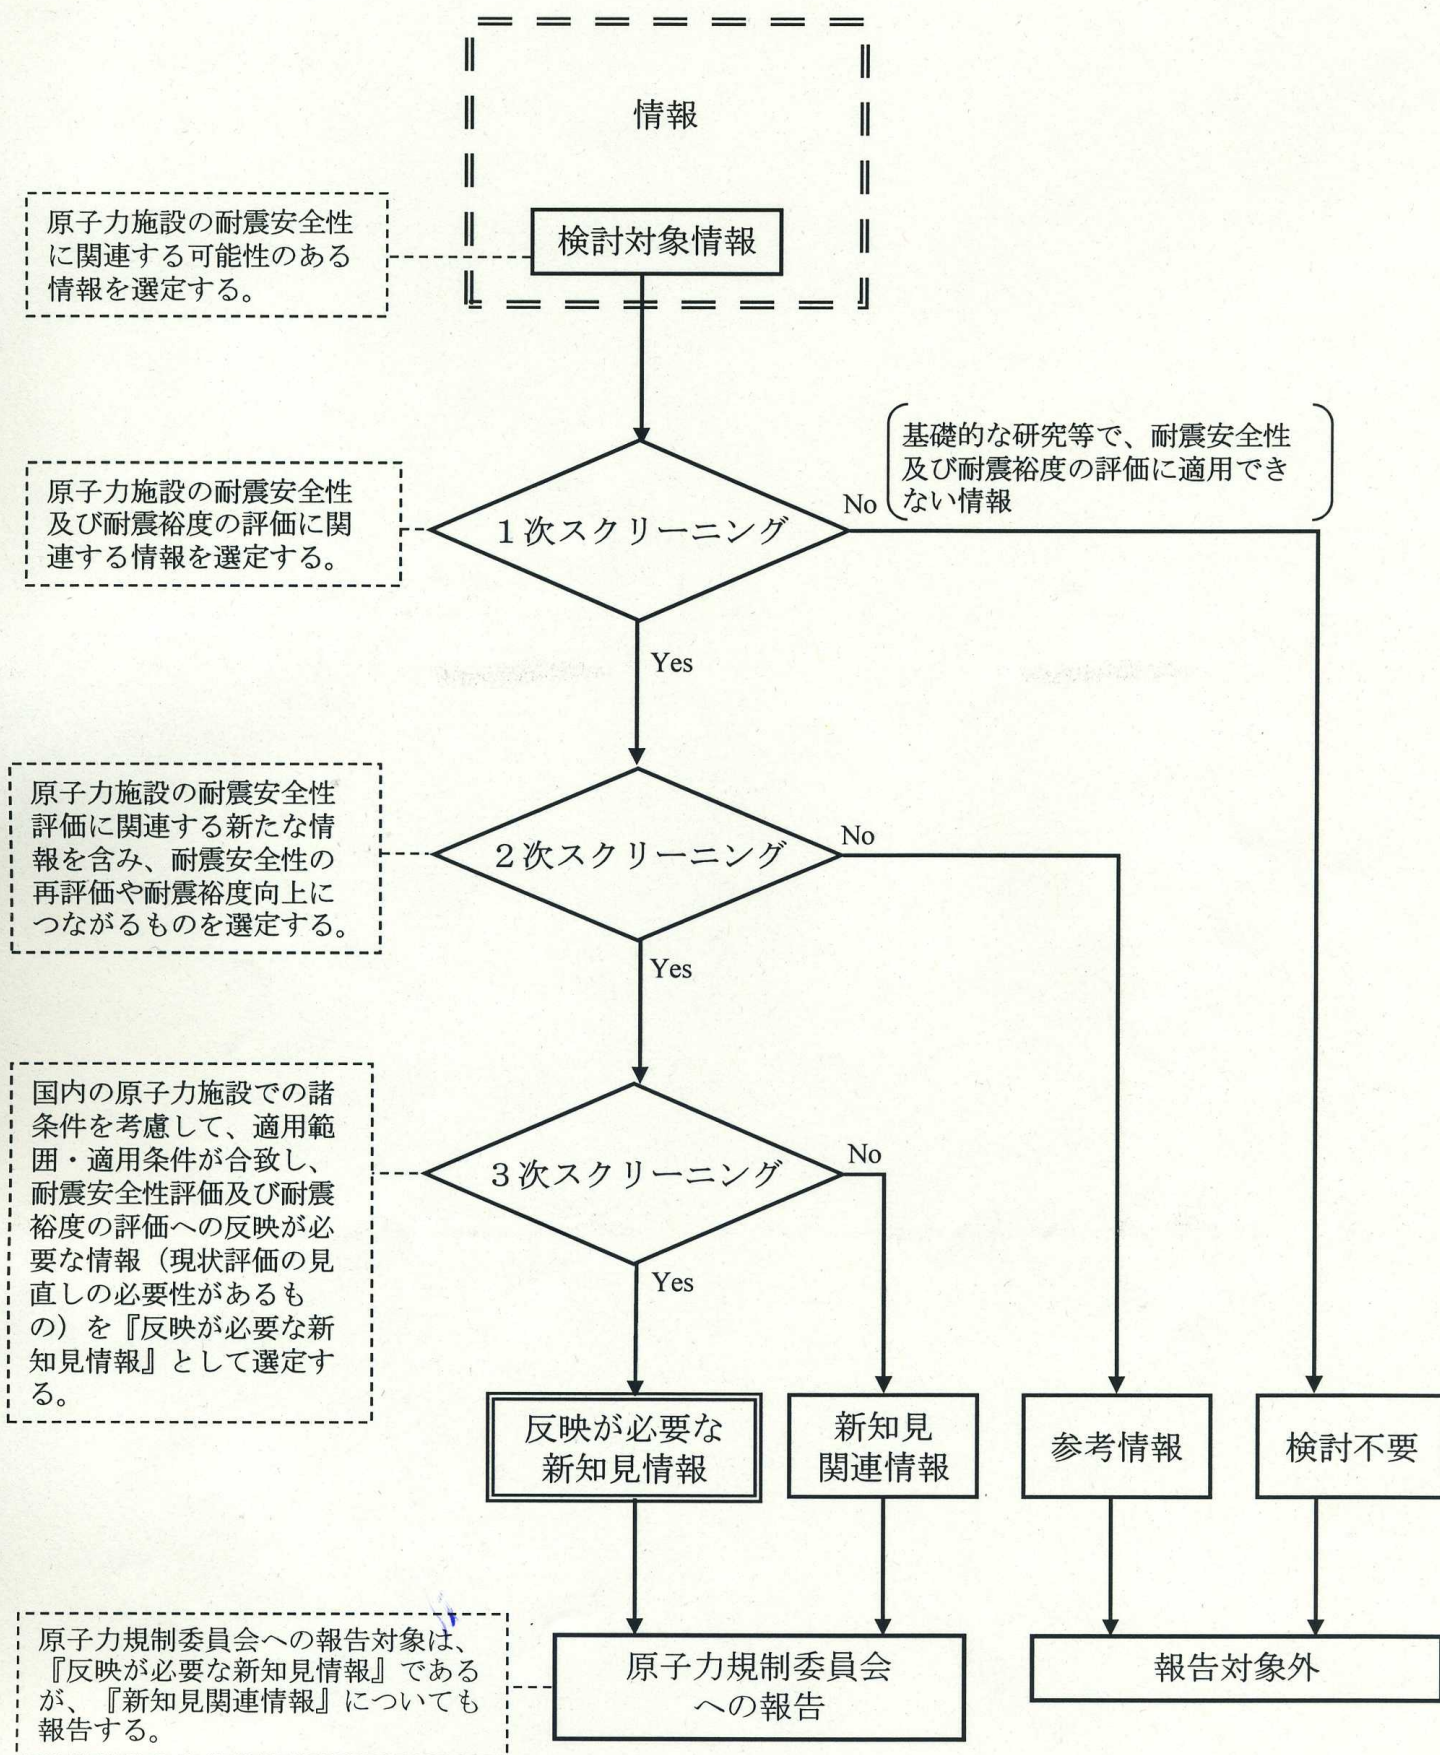 情報
検討対象情報
原子力施設の耐震安全性
に関連する可能性のある
情報を選定する。
基礎的な研究等で、耐震安全性
及び耐震裕度の評価に適用でき
ない情報
No
原子力施設の耐震安全性
及び耐震裕度の評価に関
連する情報を選定する。
1次スクリーニング
Yes
原子力施設の耐震安全性
評価に関連する新たな情
報を含み、耐震安全性の
再評価や耐震裕度向上に
つながるものを選定する。
2次スクリーニング
No
Yes
国内の原子力施設での諸
条件を考慮して、適用範
囲・適用条件が合致し、
耐震安全性評価及び耐震
裕度の評価への反映が必
要な情報（現状評価の見
直しの必要性があるも
の）を『反映が必要な新
知見情報』として選定す
る。
3次スクリーニング
No
Yes
反映が必要な
新知見情報
新知見
関連情報
参考情報
検討不要
原子力規制委員会への報告対象は、
『反映が必要な新知見情報』である
が、『新知見関連情報』についても
報告する。
原子力規制委員会
への報告
報告対象外